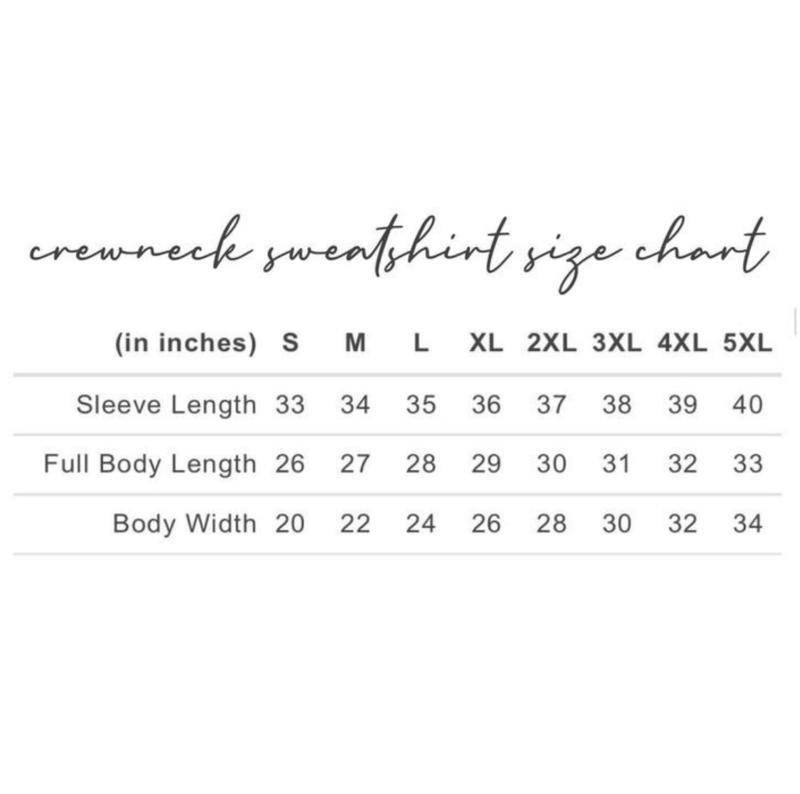 crewneck sweatshirt size chart
(in inches) S M L XL 2XL 3XL 4XL 5XL
Sleeve Length 33 34 35 36 37 38 39 40
Full Body Length 26 27 28 29 30 31 32 33
Body Width 20 22 24 26 28 30 32 34